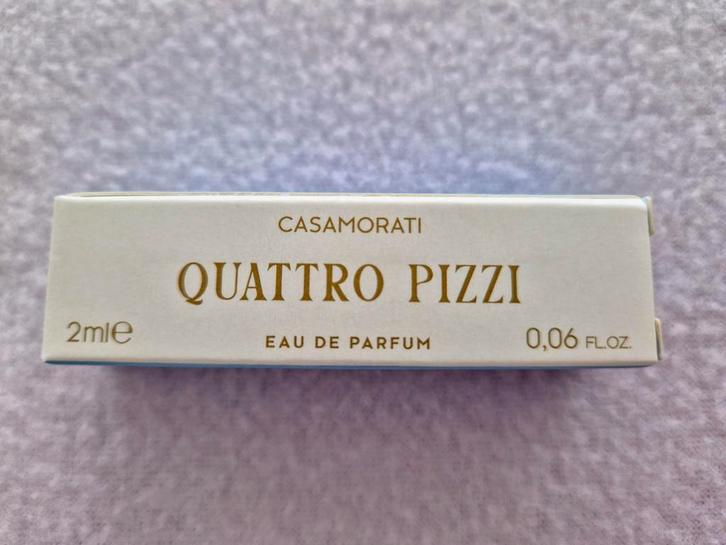 CASAMORATI
QUATTRO PIZZI
2ml℮
EAU DE PARFUM
0,06 FL.OZ.